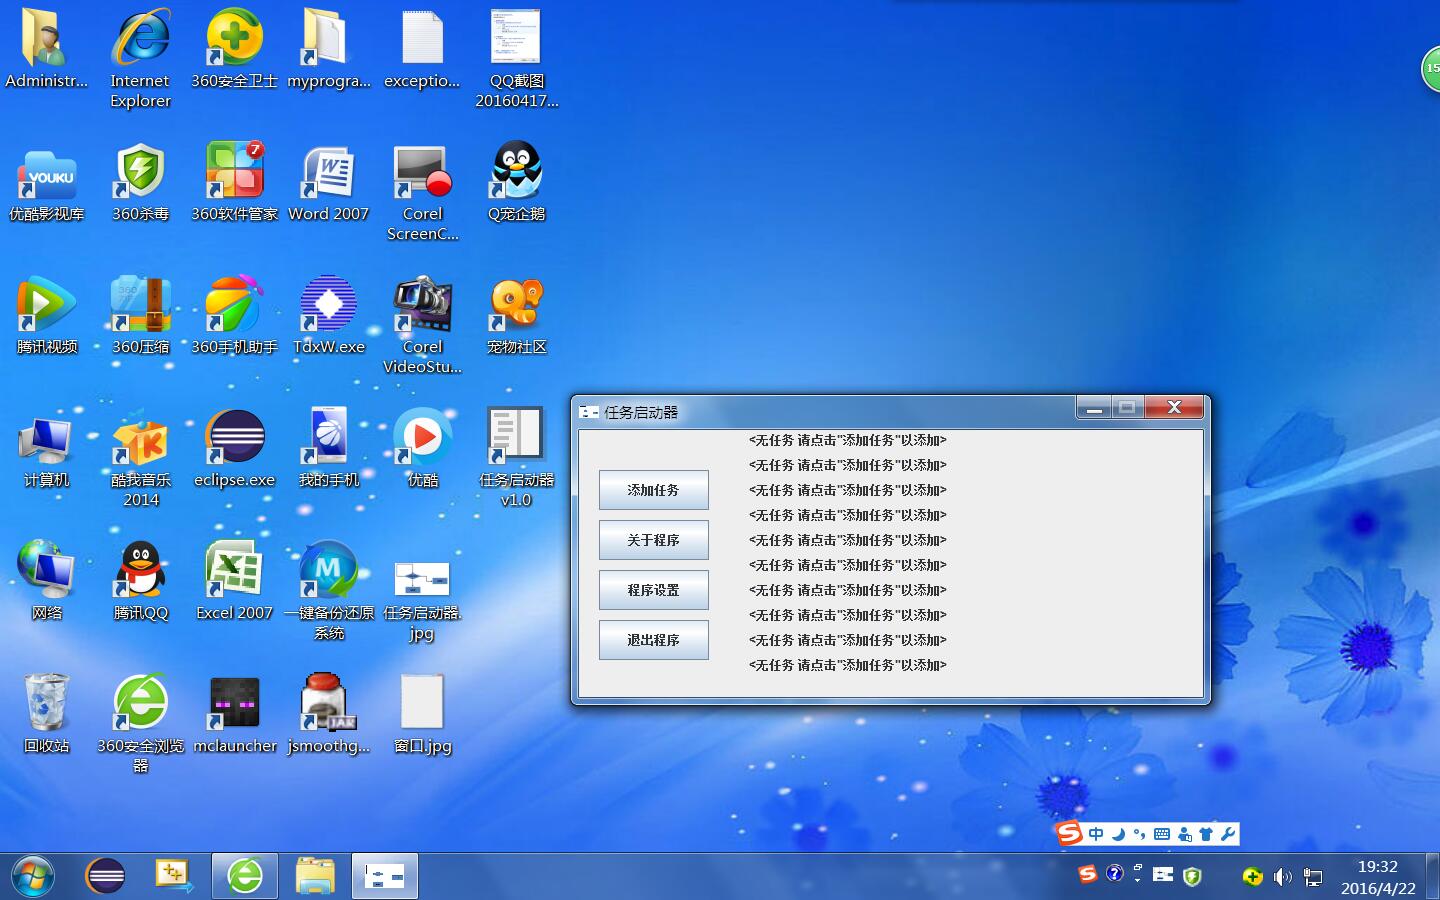 Administr...
Internet
Explorer
360安全卫士
myprogra...
exceptio...
QQ截图
20160417...
15
YOUKU
优酷影视库
360杀毒
7
360软件管家
W
Word 2007
Corel
ScreenC...
Q宠企鹅
腾讯视频
360
360压缩
360手机助手
TdxW.exe
Corel
VideoStu...
宠物社区
计算机
酷我音乐
2014
eclipse.exe
我的手机
优酷
任务启动器
v1.0
网络
腾讯QQ
Excel 2007
M
一键备份还原
系统
任务启动器.
jpg
回收站
360安全浏览
器
mclauncher
JAR
jsmoothg...
窗口.jpg
任务启动器
添加任务
关于程序
程序设置
退出程序
<无任务 请点击"添加任务"以添加>
<无任务 请点击"添加任务"以添加>
<无任务 请点击"添加任务"以添加>
<无任务 请点击"添加任务"以添加>
<无任务 请点击"添加任务"以添加>
<无任务 请点击"添加任务"以添加>
<无任务 请点击"添加任务"以添加>
<无任务 请点击"添加任务"以添加>
<无任务 请点击"添加任务"以添加>
<无任务 请点击"添加任务"以添加>
中
19:32
2016/4/22